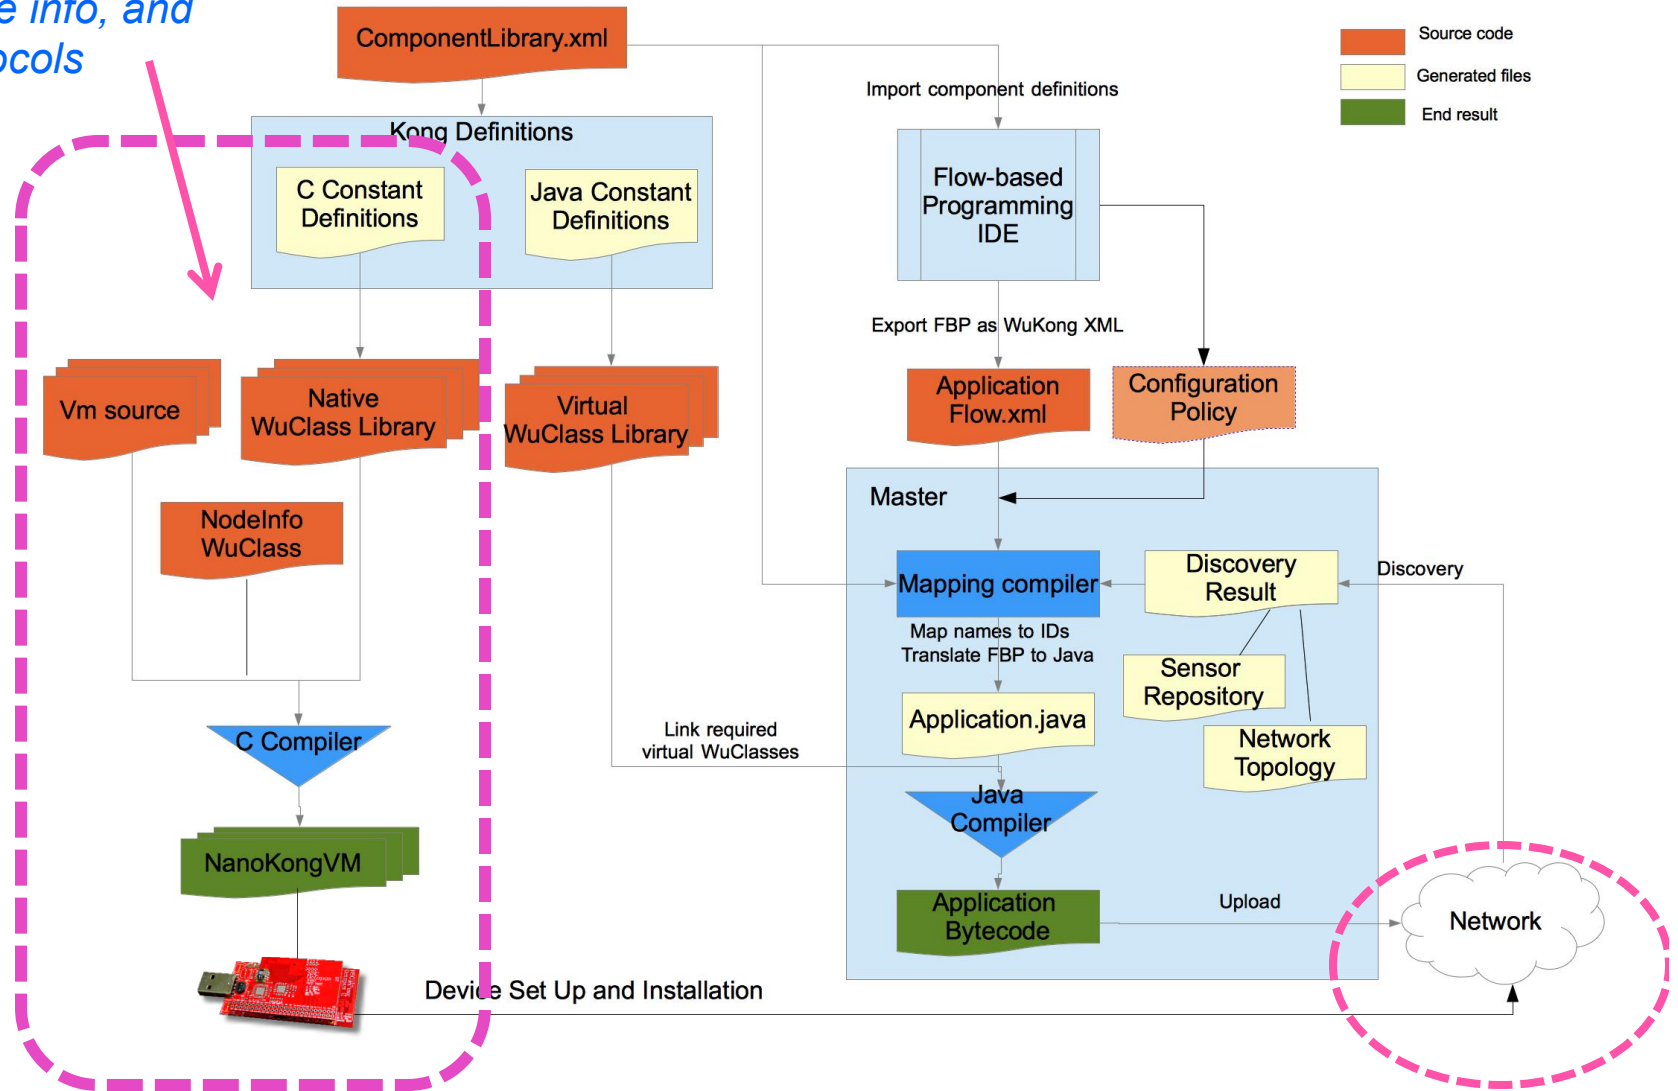 info, and
ComponentLibrary.xml
Source code
Generated files
End result
Import component definitions
Kong Definitions
C Constant
Definitions
Java Constant
Definitions
Flow-based
Programming
IDE
Export FBP as WuKong XML
Vm source
Native
WuClass Library
Virtual
WuClass Library
Application
Flow.xml
Configuration
Policy
Master
NodeInfo
WuClass
Mapping compiler
Discovery
Result
Discovery
Map names to IDs
Translate FBP to Java
Sensor
Repository
Application.java
Network
Topology
Link required
virtual WuClasses
C Compiler
Java
Compiler
NanoKongVM
Application
Bytecode
Upload
Network
Device Set Up and Installation